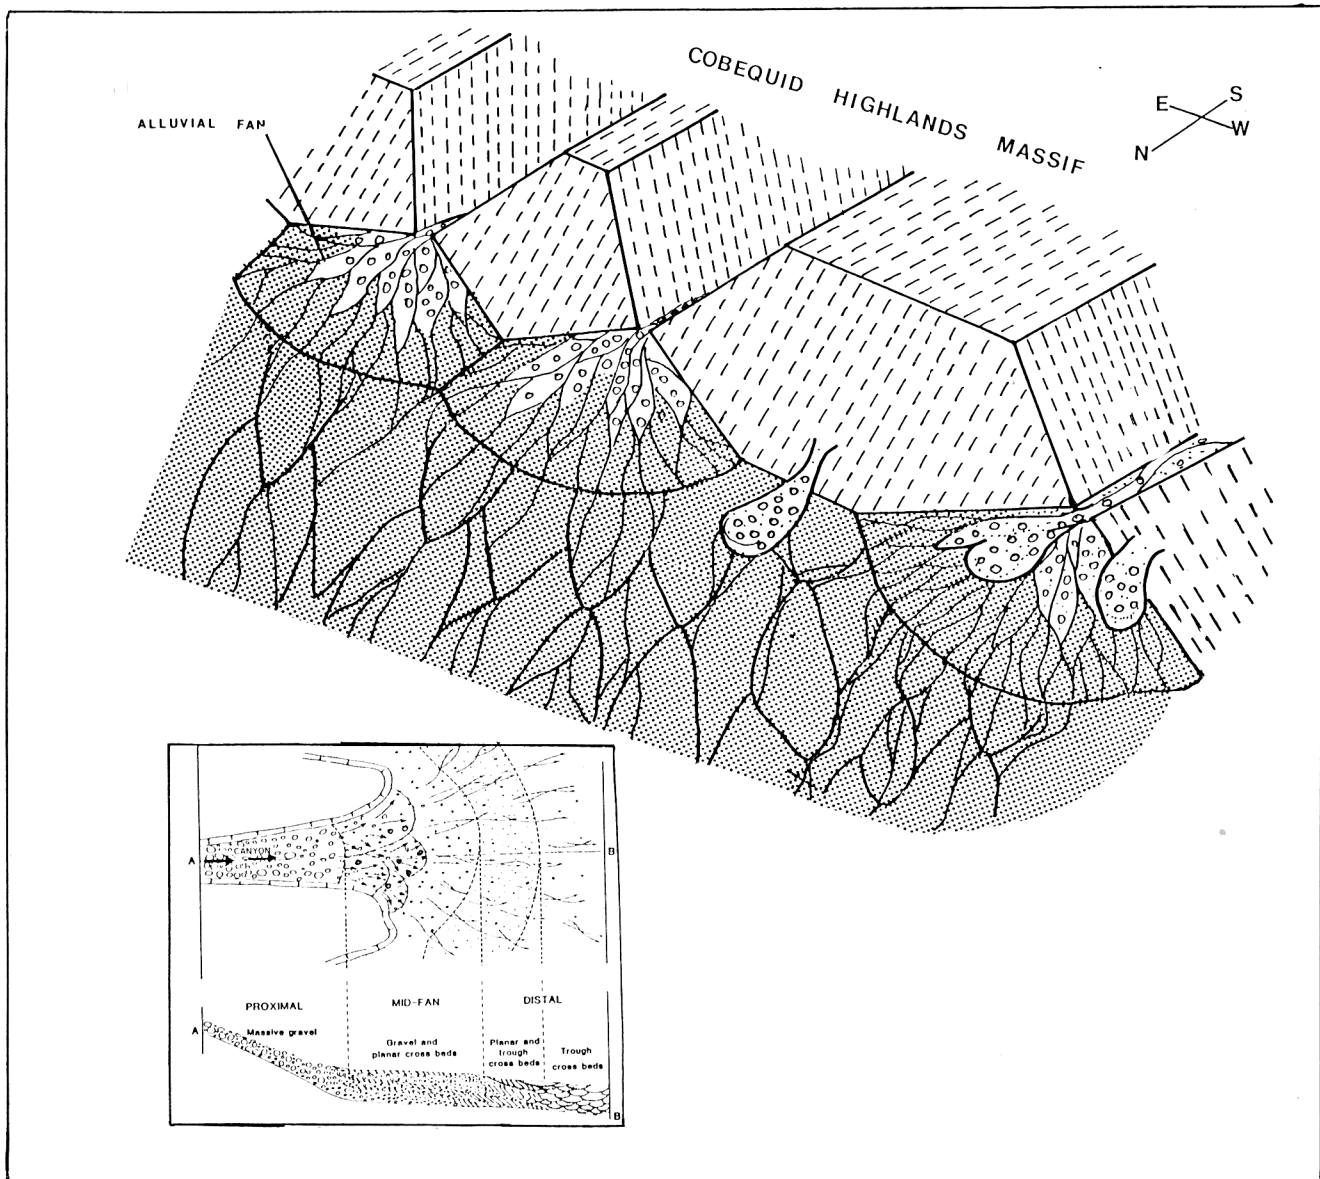 COBEQUID HIGHLANDS MASSIF
E S
N W
ALLUVIAL FAN
A CANYON B
PROXIMAL MID-FAN DISTAL
A Massive gravel
Gravel and
planar cross beds
Planar and
trough
cross beds
Trough
cross beds
B